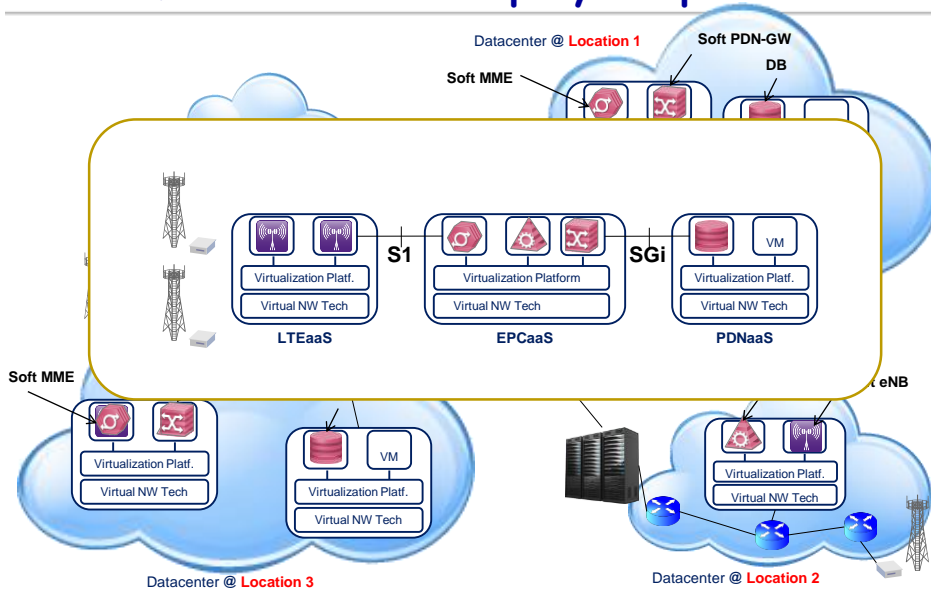 Datacenter @ Location 1
Soft PDN-GW
DB
Soft MME
S1
SGi
VM
Virtualization Platf.
Virtualization Platform
Virtualization Platf.
Virtual NW Tech
Virtual NW Tech
Virtual NW Tech
LTEaaS
EPCaaS
PDNaaS
Soft MME
eNB
Virtualization Platf.
Virtual NW Tech
VM
Virtualization Platf.
Virtual NW Tech
Virtualization Platf.
Virtual NW Tech
Datacenter @ Location 3
Datacenter @ Location 2